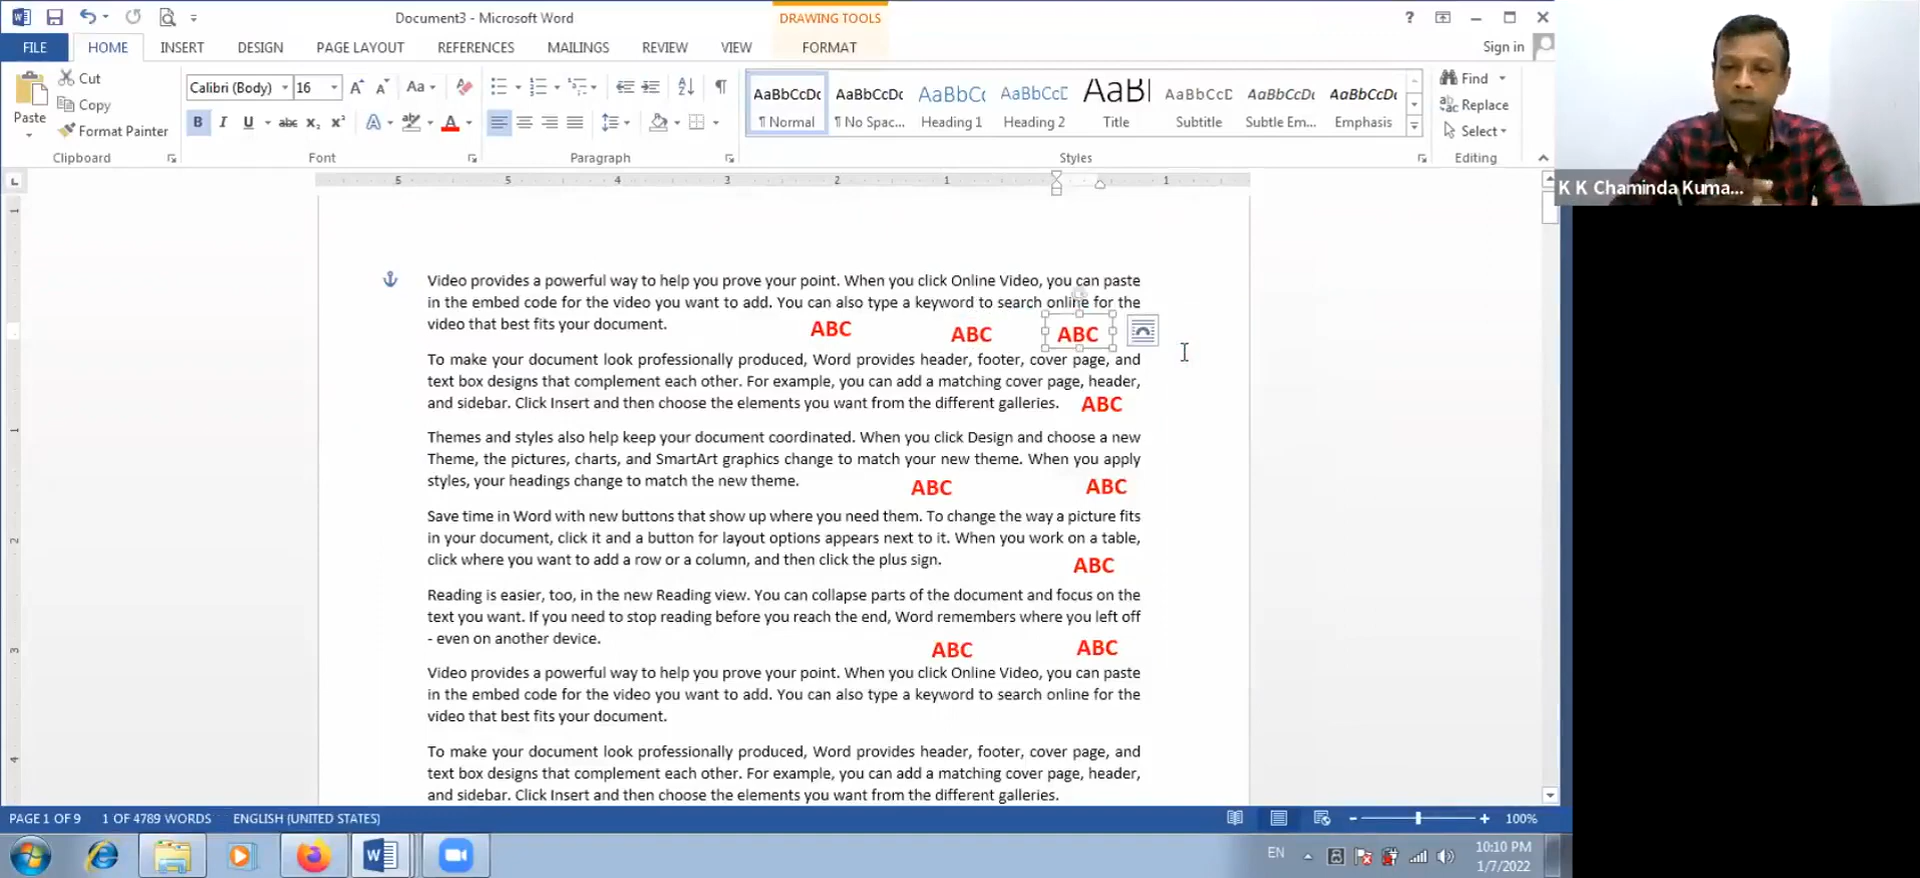 Document3 - Microsoft Word
DRAWING TOOLS
?
FILE
HOME
INSERT
DESIGN
PAGE LAYOUT
REFERENCES
MAILINGS
REVIEW
VIEW
FORMAT
Sign in
Paste
Cut
Copy
Format Painter
Clipboard
Calibri (Body)
16
Aa
B I U abc X₂ X²
Font
Paragraph
AaBbCcDc
¶ Normal
AaBbCcDc
¶ No Spac...
AaBbCc
Heading 1
AaBbCcD
Heading 2
AaBl
Title
AaBbCcD
Subtitle
AaBbCcDc
Subtle Em...
AaBbCcDc
Emphasis
Styles
Find
Replace
Select
Editing
K K Chaminda Kuma...
5 5 4 3 2 1 1
Video provides a powerful way to help you prove your point. When you click Online Video, you can paste
in the embed code for the video you want to add. You can also type a keyword to search online for the
video that best fits your document.
ABC ABC ABC
To make your document look professionally produced, Word provides header, footer, cover page, and
text box designs that complement each other. For example, you can add a matching cover page, header,
and sidebar. Click Insert and then choose the elements you want from the different galleries.
ABC
Themes and styles also help keep your document coordinated. When you click Design and choose a new
Theme, the pictures, charts, and SmartArt graphics change to match your new theme. When you apply
styles, your headings change to match the new theme.
ABC ABC
Save time in Word with new buttons that show up where you need them. To change the way a picture fits
in your document, click it and a button for layout options appears next to it. When you work on a table,
click where you want to add a row or a column, and then click the plus sign.
ABC
Reading is easier, too, in the new Reading view. You can collapse parts of the document and focus on the
text you want. If you need to stop reading before you reach the end, Word remembers where you left off
- even on another device.
ABC ABC
Video provides a powerful way to help you prove your point. When you click Online Video, you can paste
in the embed code for the video you want to add. You can also type a keyword to search online for the
video that best fits your document.
To make your document look professionally produced, Word provides header, footer, cover page, and
text box designs that complement each other. For example, you can add a matching cover page, header,
and sidebar. Click Insert and then choose the elements you want from the different galleries.
1
1
2
3
4
PAGE 1 OF 9
1 OF 4789 WORDS
ENGLISH (UNITED STATES)
100%
EN
10:10 PM
1/7/2022